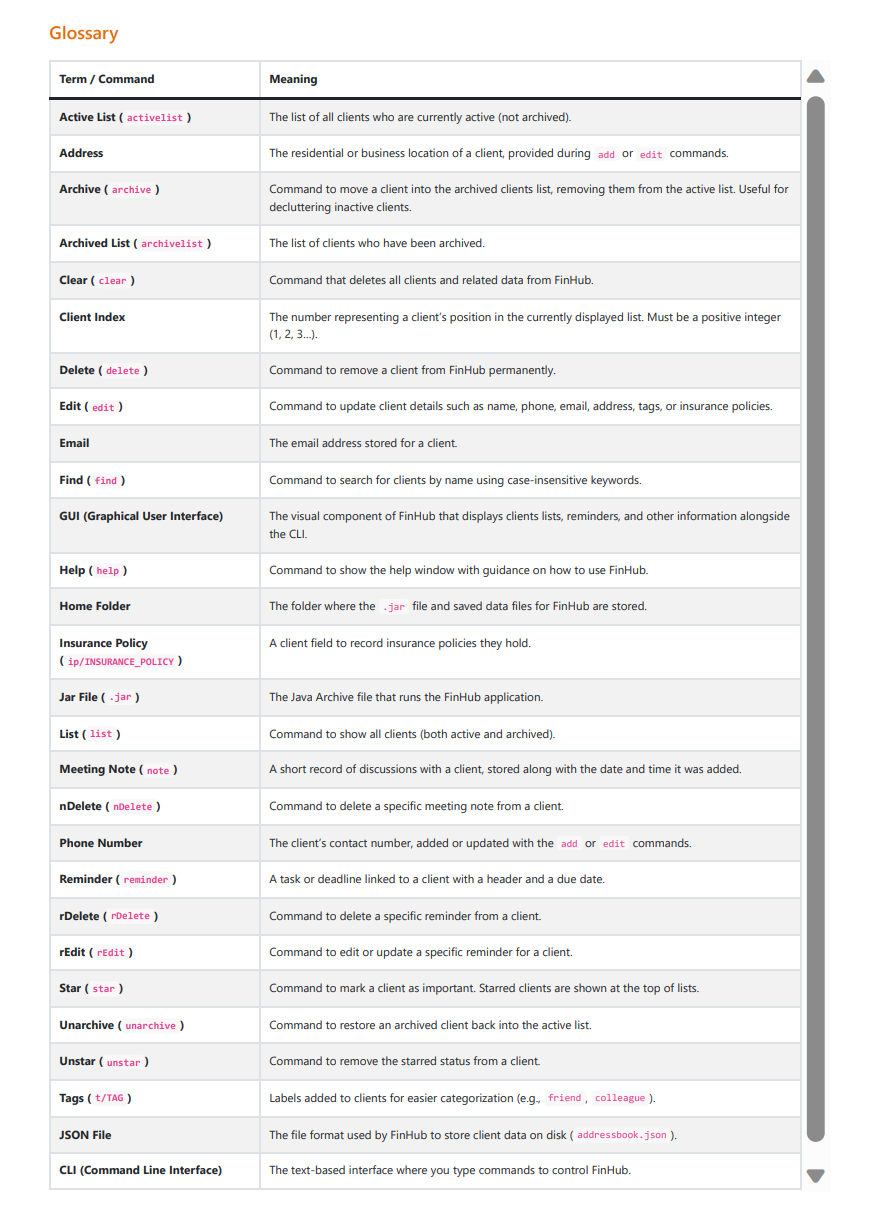 Glossary
Term / Command Meaning
Active List ( activelist ) The list of all clients who are currently active (not archived).
Address The residential or business location of a client, provided during add or edit commands.
Archive ( archive ) Command to move a client into the archived clients list, removing them from the active list. Useful for
decluttering inactive clients.
Archived List ( archivelist ) The list of clients who have been archived.
Clear ( clear ) Command that deletes all clients and related data from FinHub.
Client Index The number representing a client’s position in the currently displayed list. Must be a positive integer
(1, 2, 3…).
Delete ( delete ) Command to remove a client from FinHub permanently.
Edit ( edit ) Command to update client details such as name, phone, email, address, tags, or insurance policies.
Email The email address stored for a client.
Find ( find ) Command to search for clients by name using case-insensitive keywords.
GUI (Graphical User Interface) The visual component of FinHub that displays clients lists, reminders, and other information alongside
the CLI.
Help ( help ) Command to show the help window with guidance on how to use FinHub.
Home Folder The folder where the .jar file and saved data files for FinHub are stored.
Insurance Policy A client field to record insurance policies they hold.
( ip/INSURANCE_POLICY )
Jar File ( .jar ) The Java Archive file that runs the FinHub application.
List ( list ) Command to show all clients (both active and archived).
Meeting Note ( note ) A short record of discussions with a client, stored along with the date and time it was added.
nDelete ( nDelete ) Command to delete a specific meeting note from a client.
Phone Number The client’s contact number, added or updated with the add or edit commands.
Reminder ( reminder ) A task or deadline linked to a client with a header and a due date.
rDelete ( rDelete ) Command to delete a specific reminder from a client.
rEdit ( rEdit ) Command to edit or update a specific reminder for a client.
Star ( star ) Command to mark a client as important. Starred clients are shown at the top of lists.
Unarchive ( unarchive ) Command to restore an archived client back into the active list.
Unstar ( unstar ) Command to remove the starred status from a client.
Tags ( t/TAG ) Labels added to clients for easier categorization (e.g., friend , colleague ).
JSON File The file format used by FinHub to store client data on disk ( addressbook.json ).
CLI (Command Line Interface) The text-based interface where you type commands to control FinHub.